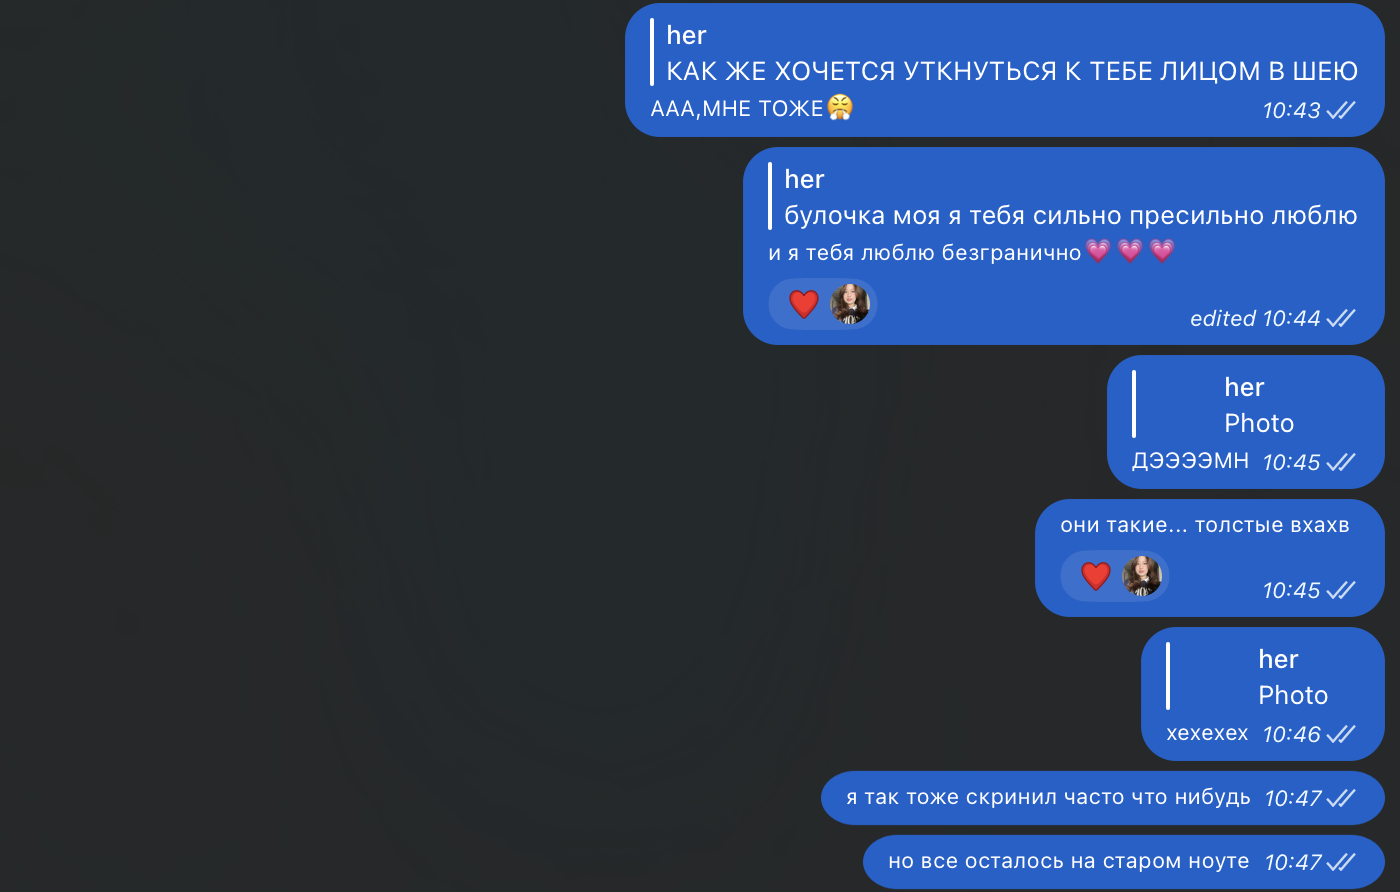 her
КАК ЖЕ ХОЧЕТСЯ УТКНУТЬСЯ К ТЕБЕ ЛИЦОМ В ШЕЮ
ААА,МНЕ ТОЖЕ😤 10:43
her
булочка моя я тебя сильно пресильно люблю
и я тебя люблю безгранично💗 💗 💗
❤️
edited 10:44
her
Photo
ДЭЭЭЭМН 10:45
они такие... толстые вхахв
❤️
10:45
her
Photo
хехехех 10:46
я так тоже скринил часто что нибудь 10:47
но все осталось на старом ноуте 10:47